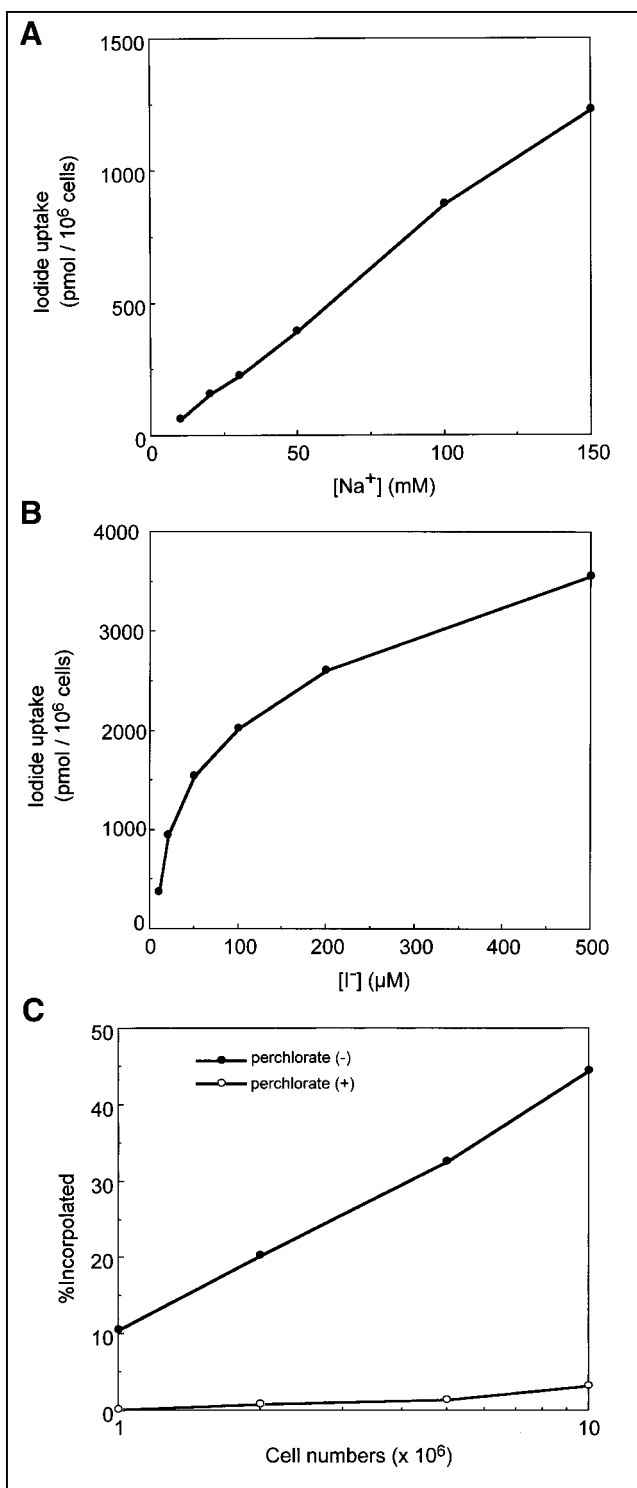 A
1500
1000
500
0
Iodide uptake
(pmol / 10⁶ cells)
0 50 100 150
[Na⁺] (mM)
B
4000
3000
2000
1000
0
Iodide uptake
(pmol / 10⁶ cells)
0 100 200 300 400 500
[I⁻] (µM)
C
50
40
30
20
10
0
%Incorpolated
perchlorate (-)
perchlorate (+)
1 10
Cell numbers (x 10⁶)